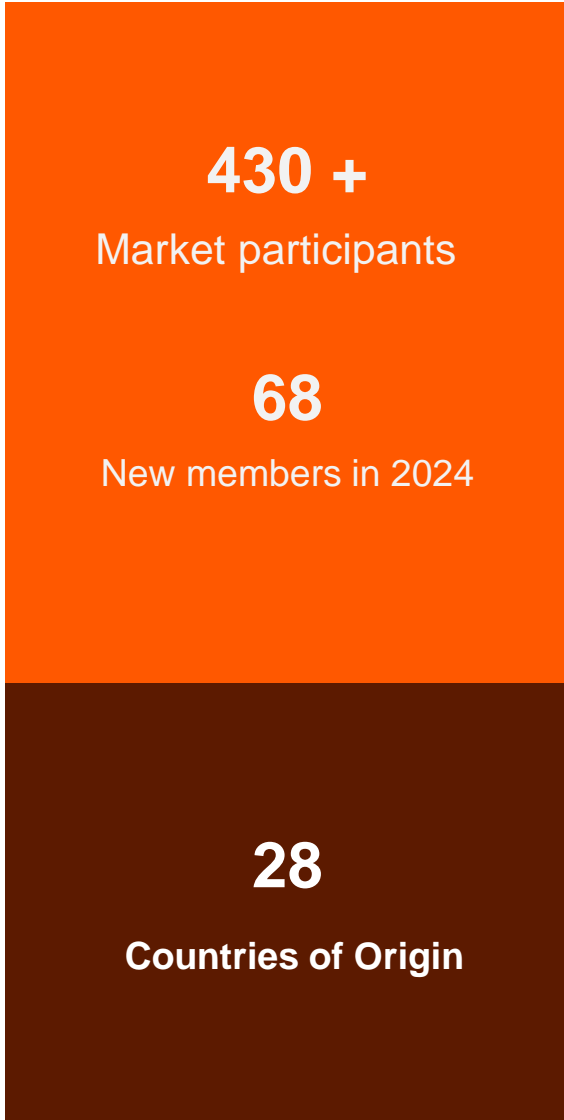 430 +
Market participants
68
New members in 2024
28
Countries of Origin